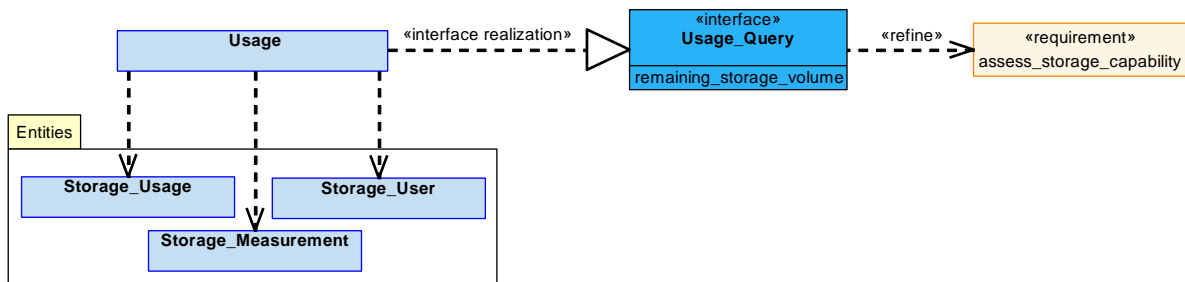 Usage
«interface realization»
«interface»
Usage_Query
remaining_storage_volume
«refine»
«requirement»
assess_storage_capability
Entities
Storage_Usage
Storage_User
Storage_Measurement